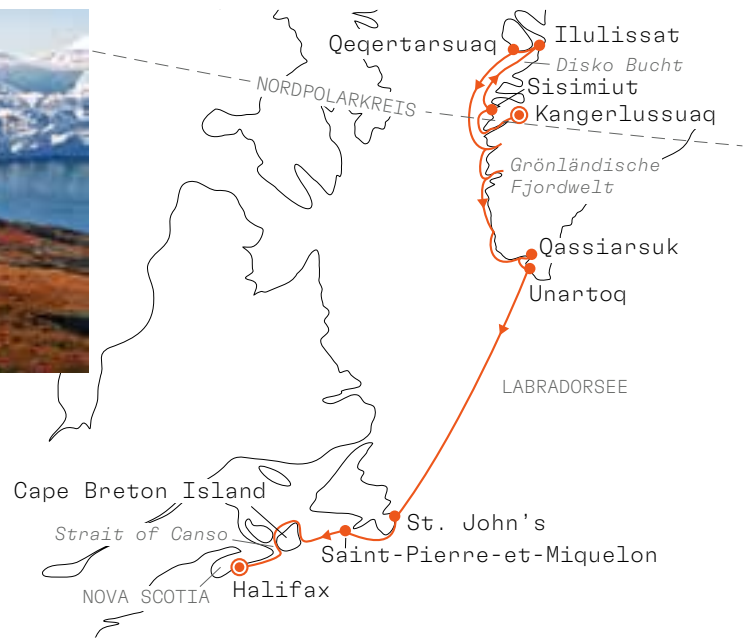 Qeqertarsuaq
Ilulissat
Disko Bucht
NORDPOLARKREIS
Sisimiut
Kangerlussuaq
Grönländische
Fjordwelt
Qassiarsuk
Unartoq
LABRADORSEE
Cape Breton Island
St. John's
Strait of Canso
Saint-Pierre-et-Miquelon
NOVA SCOTIA
Halifax